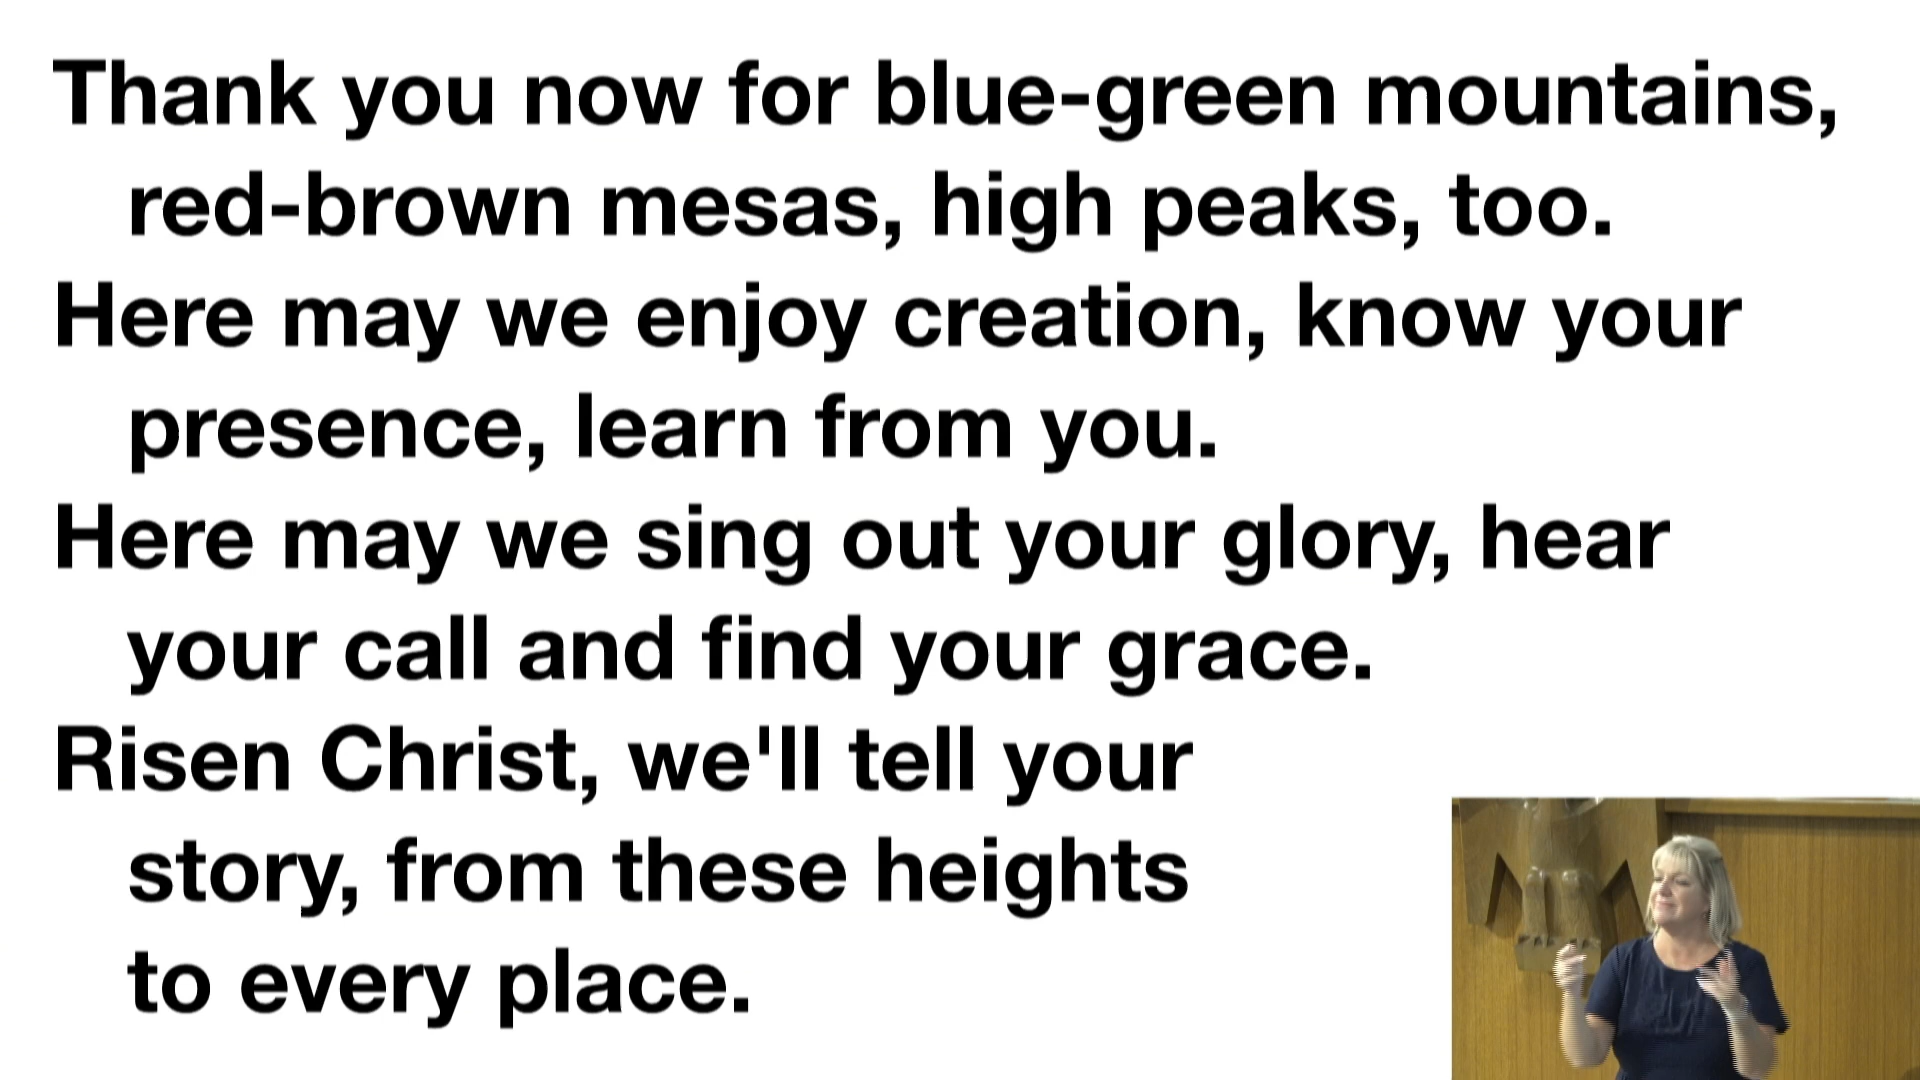 Thank you now for blue-green mountains,
red-brown mesas, high peaks, too.
Here may we enjoy creation, know your
presence, learn from you.
Here may we sing out your glory, hear
your call and find your grace.
Risen Christ, we'll tell your
story, from these heights
to every place.